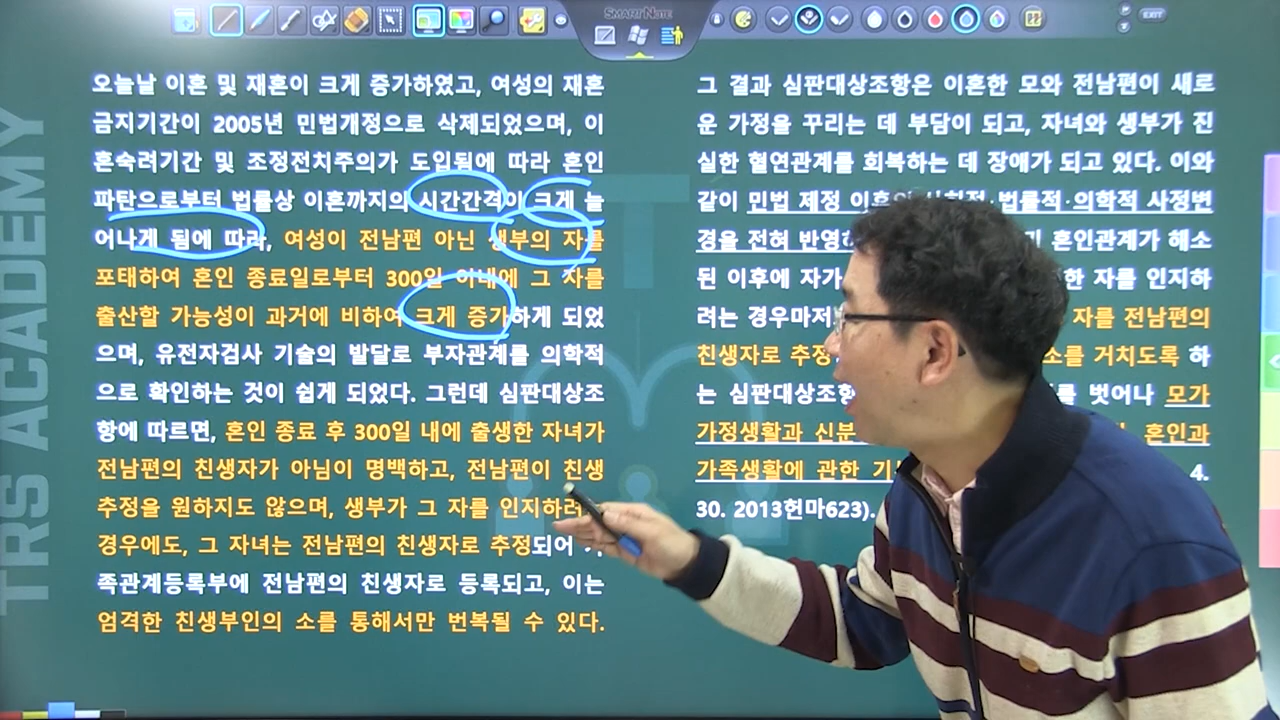 SMARTNOTE
EXIT
TRS ACADEMY
오늘날 이혼 및 재혼이 크게 증가하였고, 여성의 재혼
금지기간이 2005년 민법개정으로 삭제되었으며, 이
혼숙려기간 및 조정전치주의가 도입됨에 따라 혼인
파탄으로부터 법률상 이혼까지의 시간간격이 크게 늘
어나게 됨에 따라, 여성이 전남편 아닌 생부의 자를
포태하여 혼인 종료일로부터 300일 이내에 그 자를
출산할 가능성이 과거에 비하여 크게 증가하게 되었
으며, 유전자검사 기술의 발달로 부자관계를 의학적
으로 확인하는 것이 쉽게 되었다. 그런데 심판대상조
항에 따르면, 혼인 종료 후 300일 내에 출생한 자녀가
전남편의 친생자가 아님이 명백하고, 전남편이 친생
추정을 원하지도 않으며, 생부가 그 자를 인지하려
경우에도, 그 자녀는 전남편의 친생자로 추정되어
족관계등록부에 전남편의 친생자로 등록되고, 이는
엄격한 친생부인의 소를 통해서만 번복될 수 있다.
그 결과 심판대상조항은 이혼한 모와 전남편이 새로
운 가정을 꾸리는 데 부담이 되고, 자녀와 생부가 진
실한 혈연관계를 회복하는 데 장애가 되고 있다. 이와
같이 민법 제정 이후의 사회적·법률적·의학적 사정변
경을 전혀 반영하 혼인관계가 해소
된 이후에 자가 한 자를 인지하
려는 경우마저 자를 전남편의
친생자로 추정 소를 거치도록 하
는 심판대상조항 를 벗어나 모가
가정생활과 신분 혼인과
가족생활에 관한 기 4.
30. 2013헌마623).